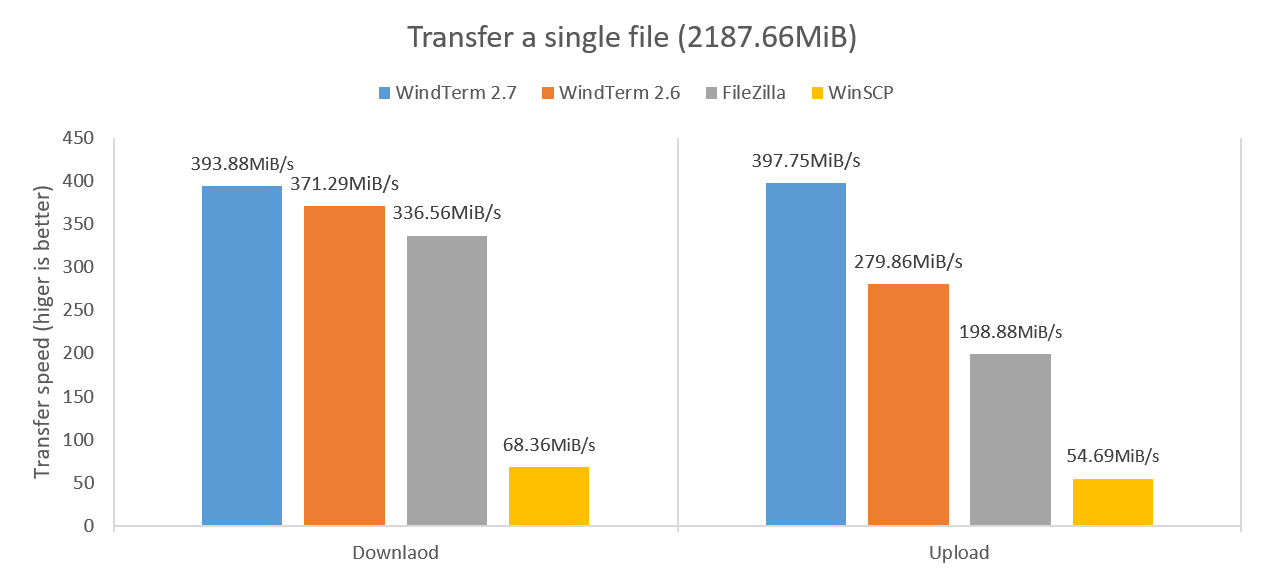 Transfer a single file (2187.66MiB)
WindTerm 2.7 WindTerm 2.6 FileZilla WinSCP
Transfer speed (higer is better)
450
400
350
300
250
200
150
100
50
0
393.88MiB/s
371.29MiB/s
336.56MiB/s
68.36MiB/s
397.75MiB/s
279.86MiB/s
198.88MiB/s
54.69MiB/s
Downlaod Upload